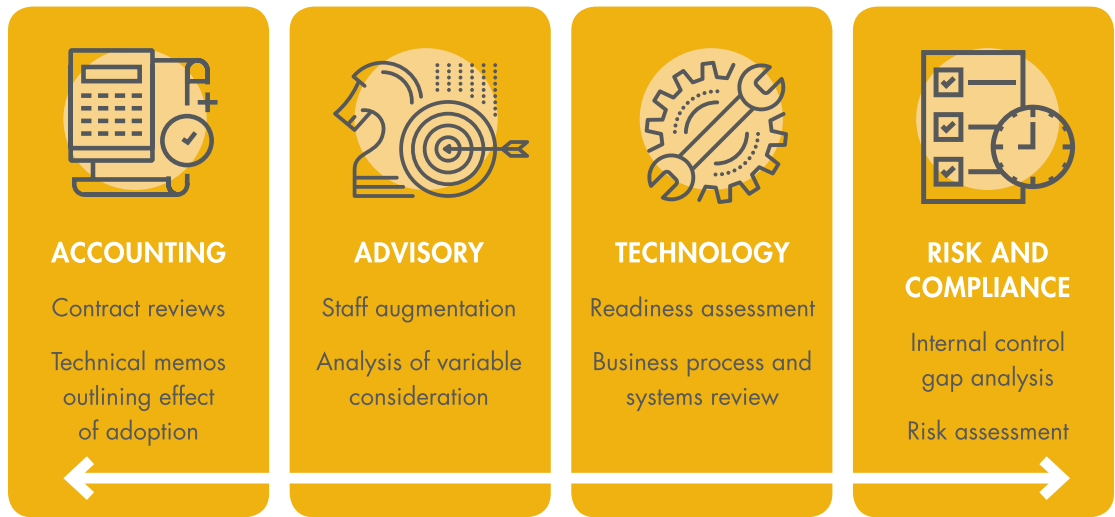 ACCOUNTING
Contract reviews
Technical memos
outlining effect
of adoption
ADVISORY
Staff augmentation
Analysis of variable
consideration
TECHNOLOGY
Readiness assessment
Business process and
systems review
RISK AND
COMPLIANCE
Internal control
gap analysis
Risk assessment